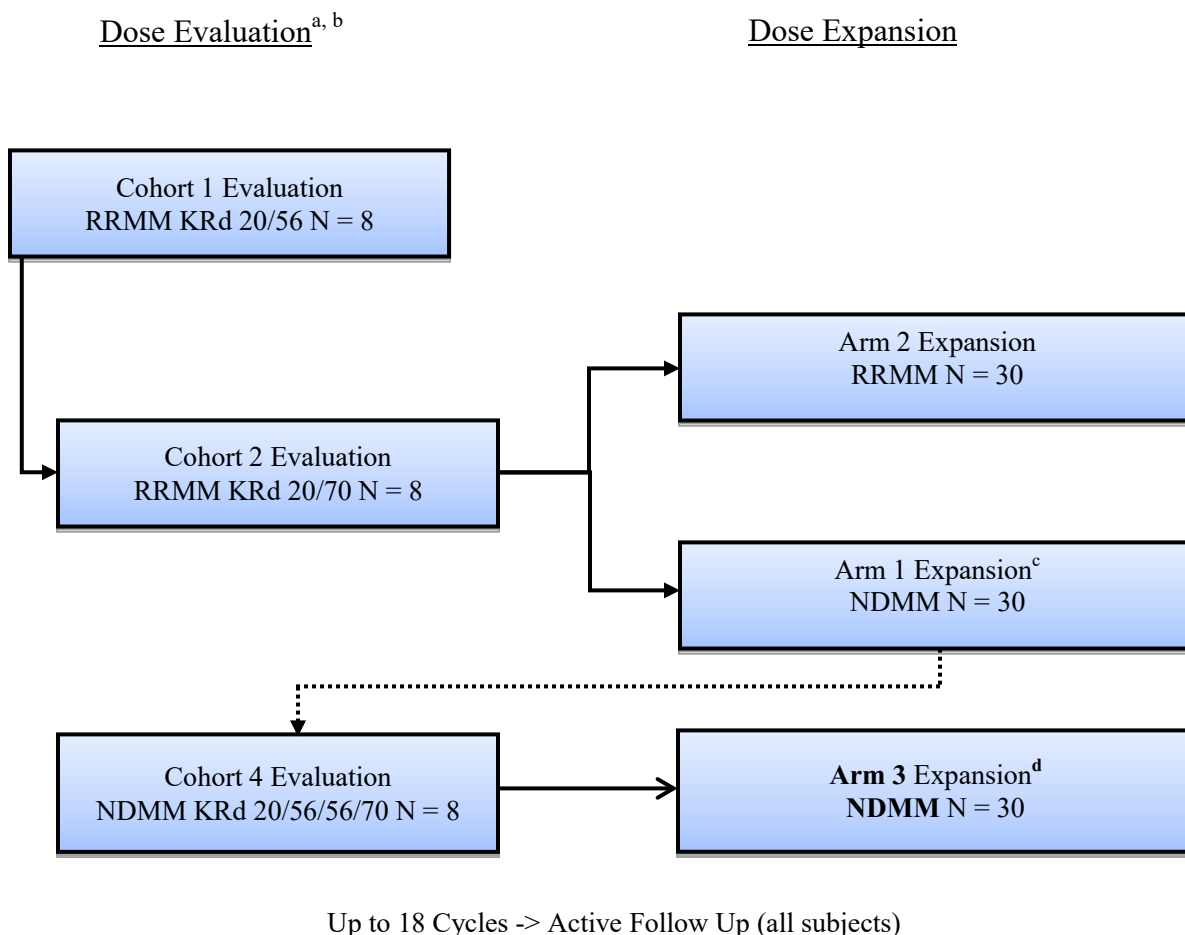 Dose Evaluationa, b
Dose Expansion
Cohort 1 Evaluation
RRMM KRd 20/56 N = 8
Arm 2 Expansion
RRMM N = 30
Cohort 2 Evaluation
RRMM KRd 20/70 N = 8
Arm 1 Expansionc
NDMM N = 30
Cohort 4 Evaluation
NDMM KRd 20/56/56/70 N = 8
Arm 3 Expansiond
NDMM N = 30
Up to 18 Cycles -> Active Follow Up (all subjects)